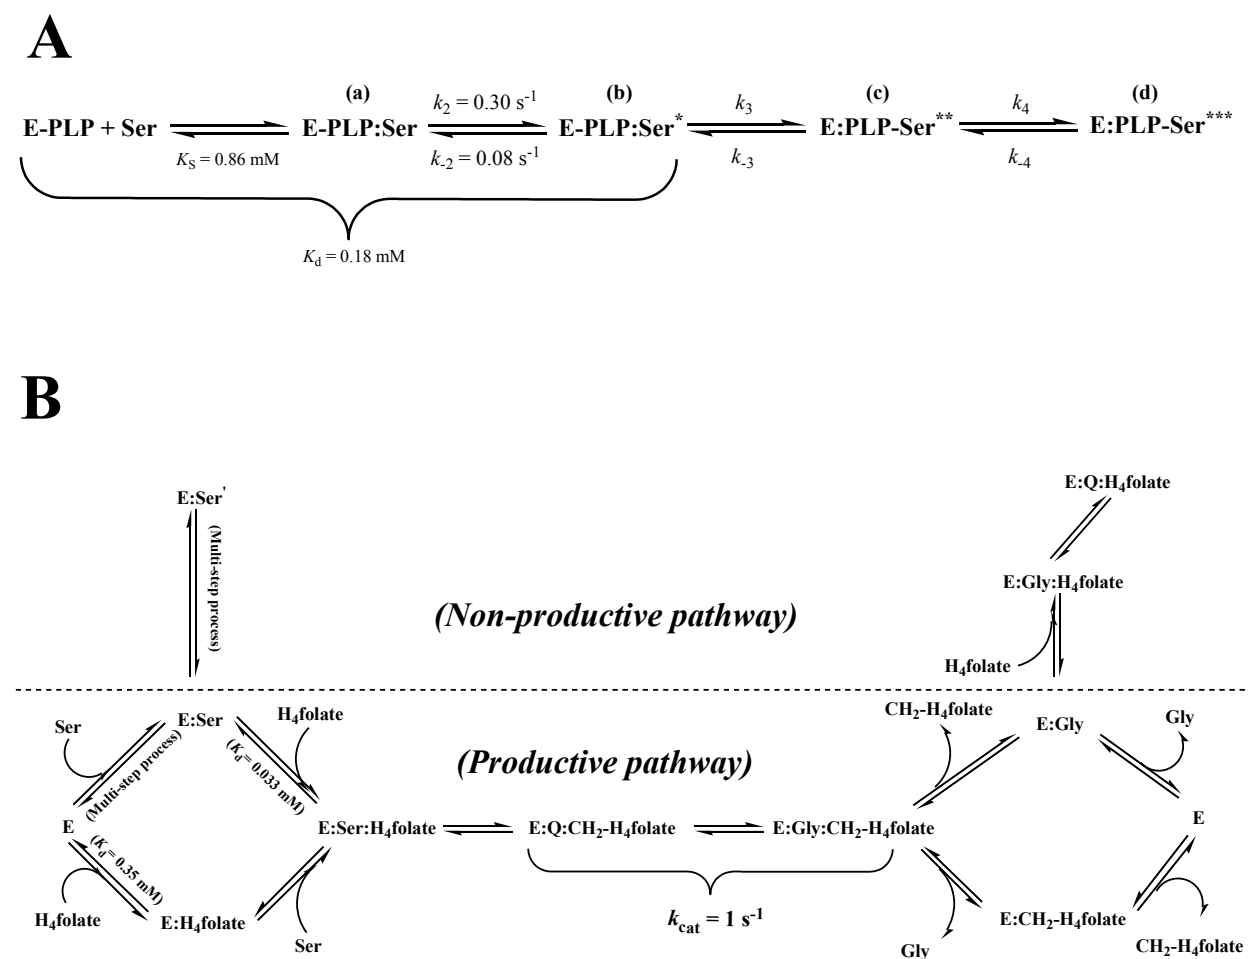 A
(a) (b) (c) (d)
E-PLP + Ser E-PLP:Ser E-PLP:Ser* E:PLP-Ser** E:PLP-Ser***
k2 = 0.30 s-1 k3 k4
KS = 0.86 mM k-2 = 0.08 s-1 k-3 k-4
Kd = 0.18 mM
B
E:Ser'
(Multi-step process)
E:Q:H4folate
E:Gly:H4folate
H4folate
(Non-productive pathway)
(Productive pathway)
Ser
E:Ser
H4folate
(Multi-step process)
(Kd = 0.033 mM)
E
(Kd = 0.35 mM)
H4folate
E:H4folate
Ser
E:Ser:H4folate
E:Q:CH2-H4folate
E:Gly:CH2-H4folate
kcat = 1 s-1
CH2-H4folate
E:Gly
Gly
E
Gly
E:CH2-H4folate
CH2-H4folate